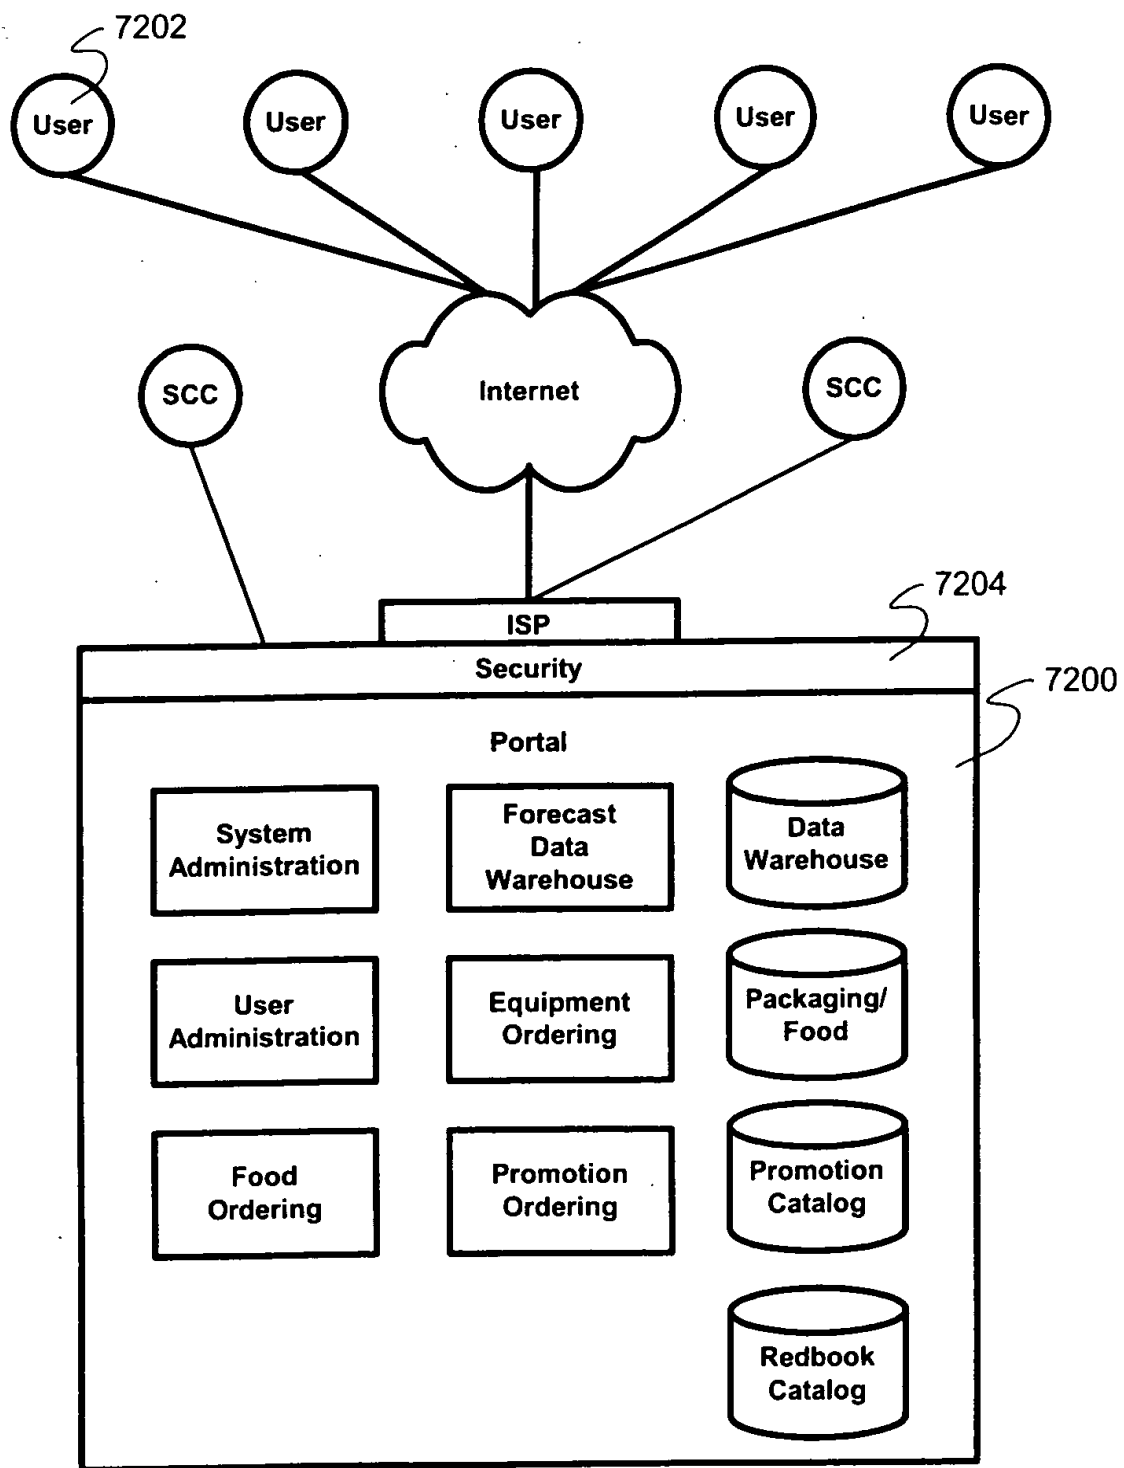 7202
User
User
User
User
User
SCC
Internet
SCC
7204
ISP
Security
7200
Portal
System
Administration
Forecast
Data
Warehouse
Data
Warehouse
User
Administration
Equipment
Ordering
Packaging/
Food
Food
Ordering
Promotion
Ordering
Promotion
Catalog
Redbook
Catalog